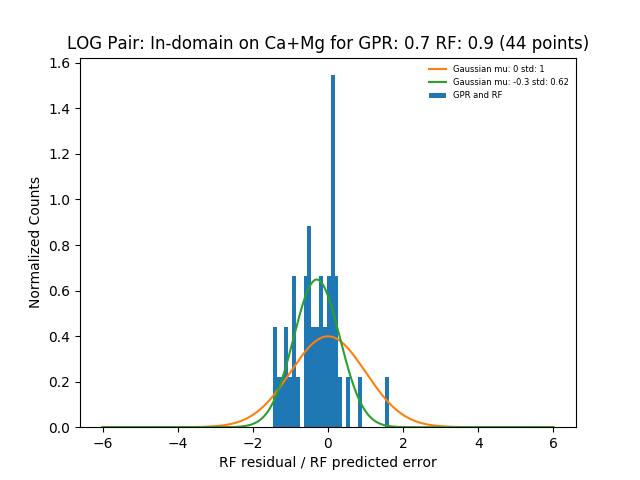 LOG Pair: In-domain on Ca+Mg for GPR: 0.7 RF: 0.9 (44 points)
Gaussian mu: 0 std: 1
Gaussian mu: -0.3 std: 0.62
GPR and RF
Normalized Counts
1.6
1.4
1.2
1.0
0.8
0.6
0.4
0.2
0.0
−6 −4 −2 0 2 4 6
RF residual / RF predicted error